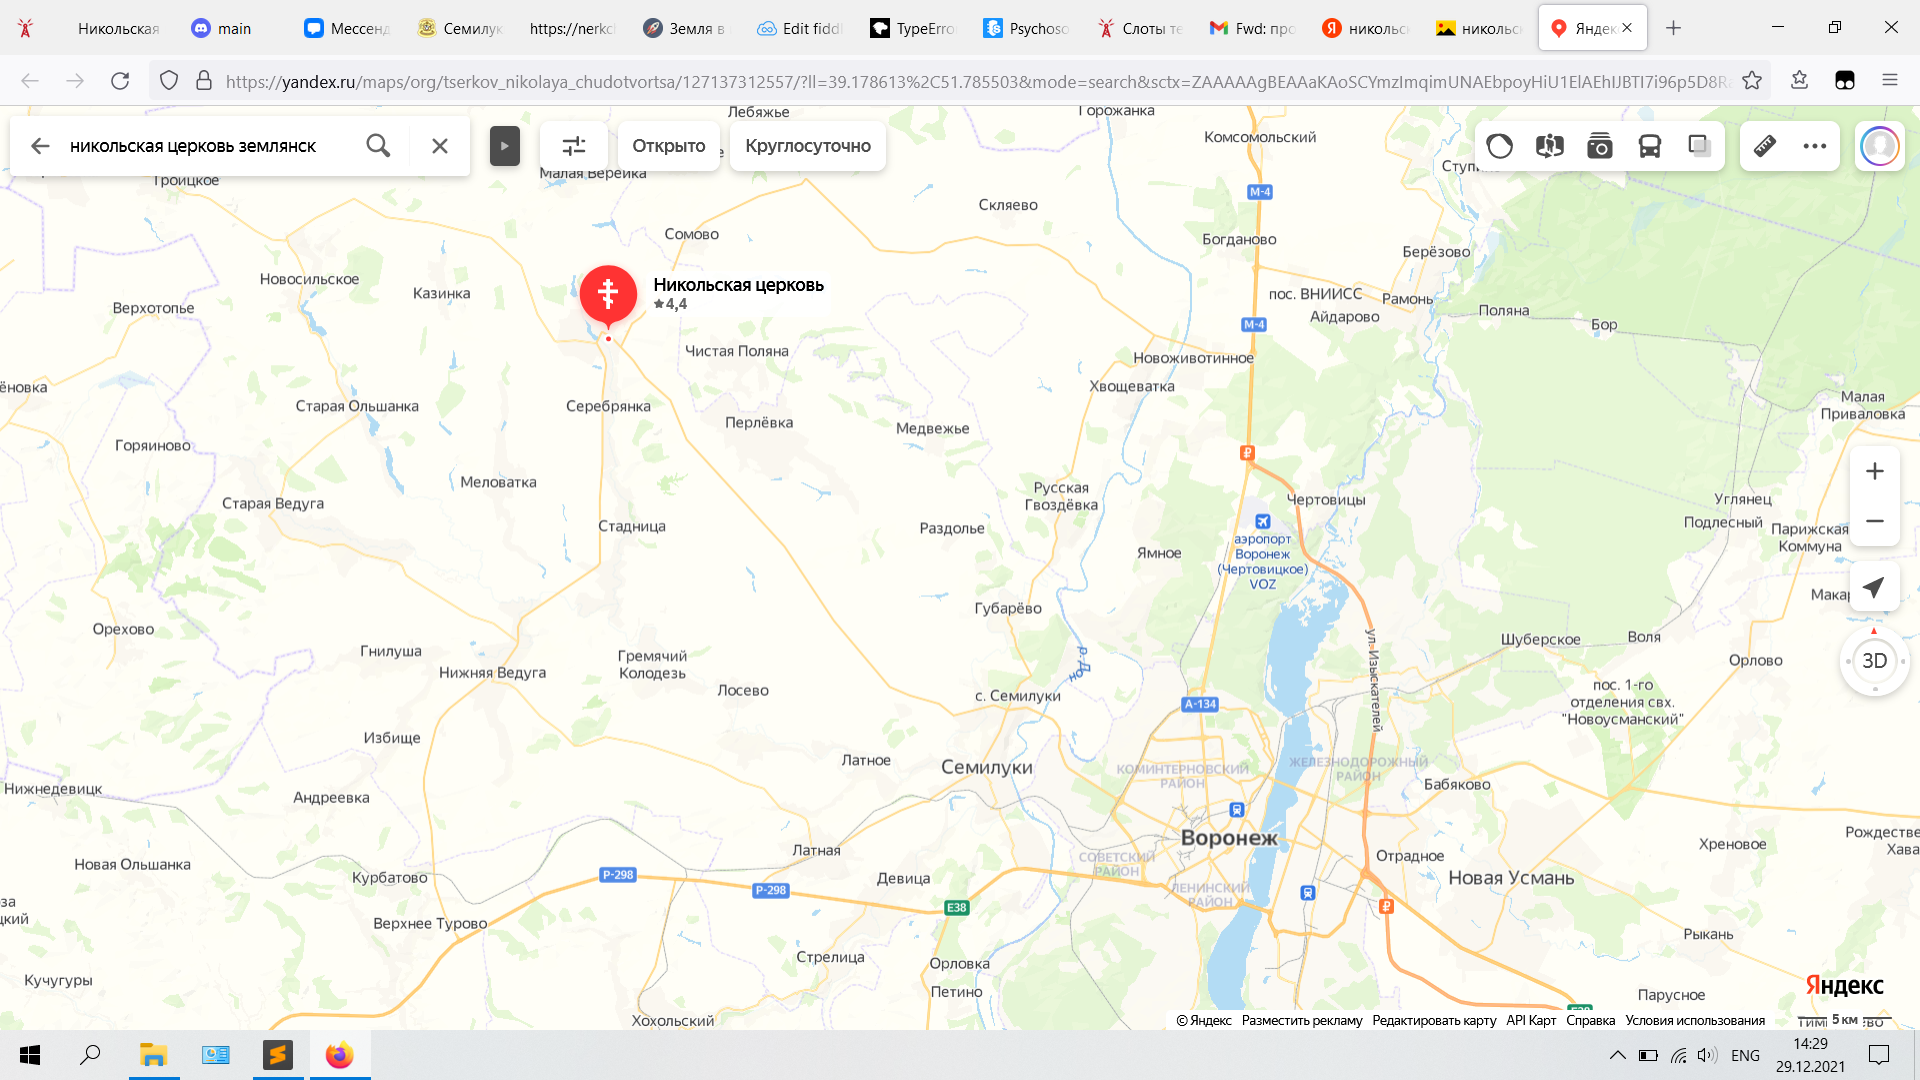 Никольская
main
Мессенд
Семилук
https://nerkc
Земля в
Edit fiddl
TypeErro
Psychoso
Слоты те
Fwd: про
никольс
никольс
Яндек
https://yandex.ru/maps/org/tserkov_nikolaya_chudotvortsa/127137312557/?ll=39.178613%2C51.785503&mode=search&sctx=ZAAAAAgBEAAaKAoSCYmzImqimUNAEbpoyHiU1ElAEhIJBTI7i96p5D8R
никольская церковь землянск
Открыто
Круглосуточно
Лебяжье
Горожанка
Комсомольский
Троицкое
Малая Верейка
Ступин
М-4
Скляево
Сомово
Богданово
Берёзово
Новосильское
Казинка
Никольская церковь
4,4
Верхотопье
пос. ВНИИСС
Рамонь
Айдарово
Поляна
Бор
М-4
Чистая Поляна
Новоживотинное
Хвощеватка
ёновка
Старая Ольшанка
Серебрянка
Перлёвка
Медвежье
Малая
Приваловка
Горяиново
Меловатка
Русская
Гвоздёвка
Чертовицы
Углянец
Старая Ведуга
Стадница
Раздолье
Подлесный
Парижская
Коммуна
аэропорт
Воронеж
(Чертовицкое)
VOZ
Ямное
Губарёво
Макар
Орехово
Гнилуша
Нижняя Ведуга
Гремячий
Колодезь
р. Дон
ул. Изыскателей
Шуберское
Воля
Орлово
3D
Лосево
с. Семилуки
А-134
пос. 1-го
отделения свх.
"Новоусманский"
Избище
Латное
Семилуки
КОМИНТЕРНОВСКИЙ
РАЙОН
ЖЕЛЕЗНОДОРОЖНЫЙ
РАЙОН
Бабяково
Нижнедевицк
Андреевка
Воронеж
Рождестве
Хава
Хреновое
Латная
СОВЕТСКИЙ
РАЙОН
Отрадное
Новая Ольшанка
Курбатово
Р-298
Р-298
Девица
ЛЕНИНСКИЙ
РАЙОН
Новая Усмань
Е38
за
цкий
Верхнее Турово
Рыкань
Стрелица
Орловка
Кучугуры
Петино
Парусное
Яндекс
Хохольский
© Яндекс Разместить рекламу Редактировать карту API Карт Справка Условия использования
5 км
ENG
14:29
29.12.2021